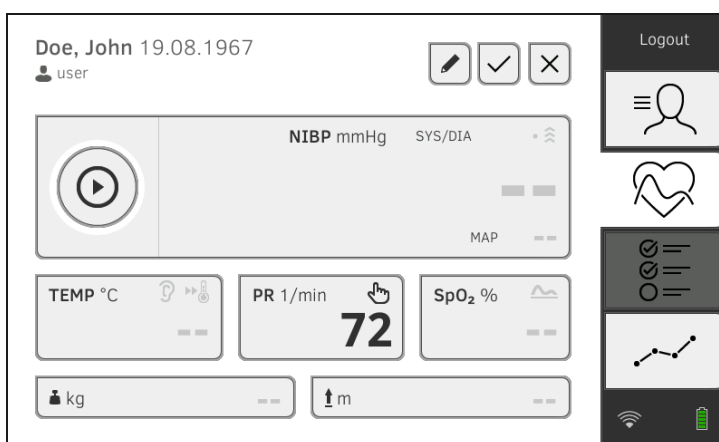 Doe, John 19.08.1967
user
Logout
NIBP mmHg SYS/DIA
-- --
MAP --
TEMP °C
--
PR 1/min
72
SpO₂ %
--
kg --
m --